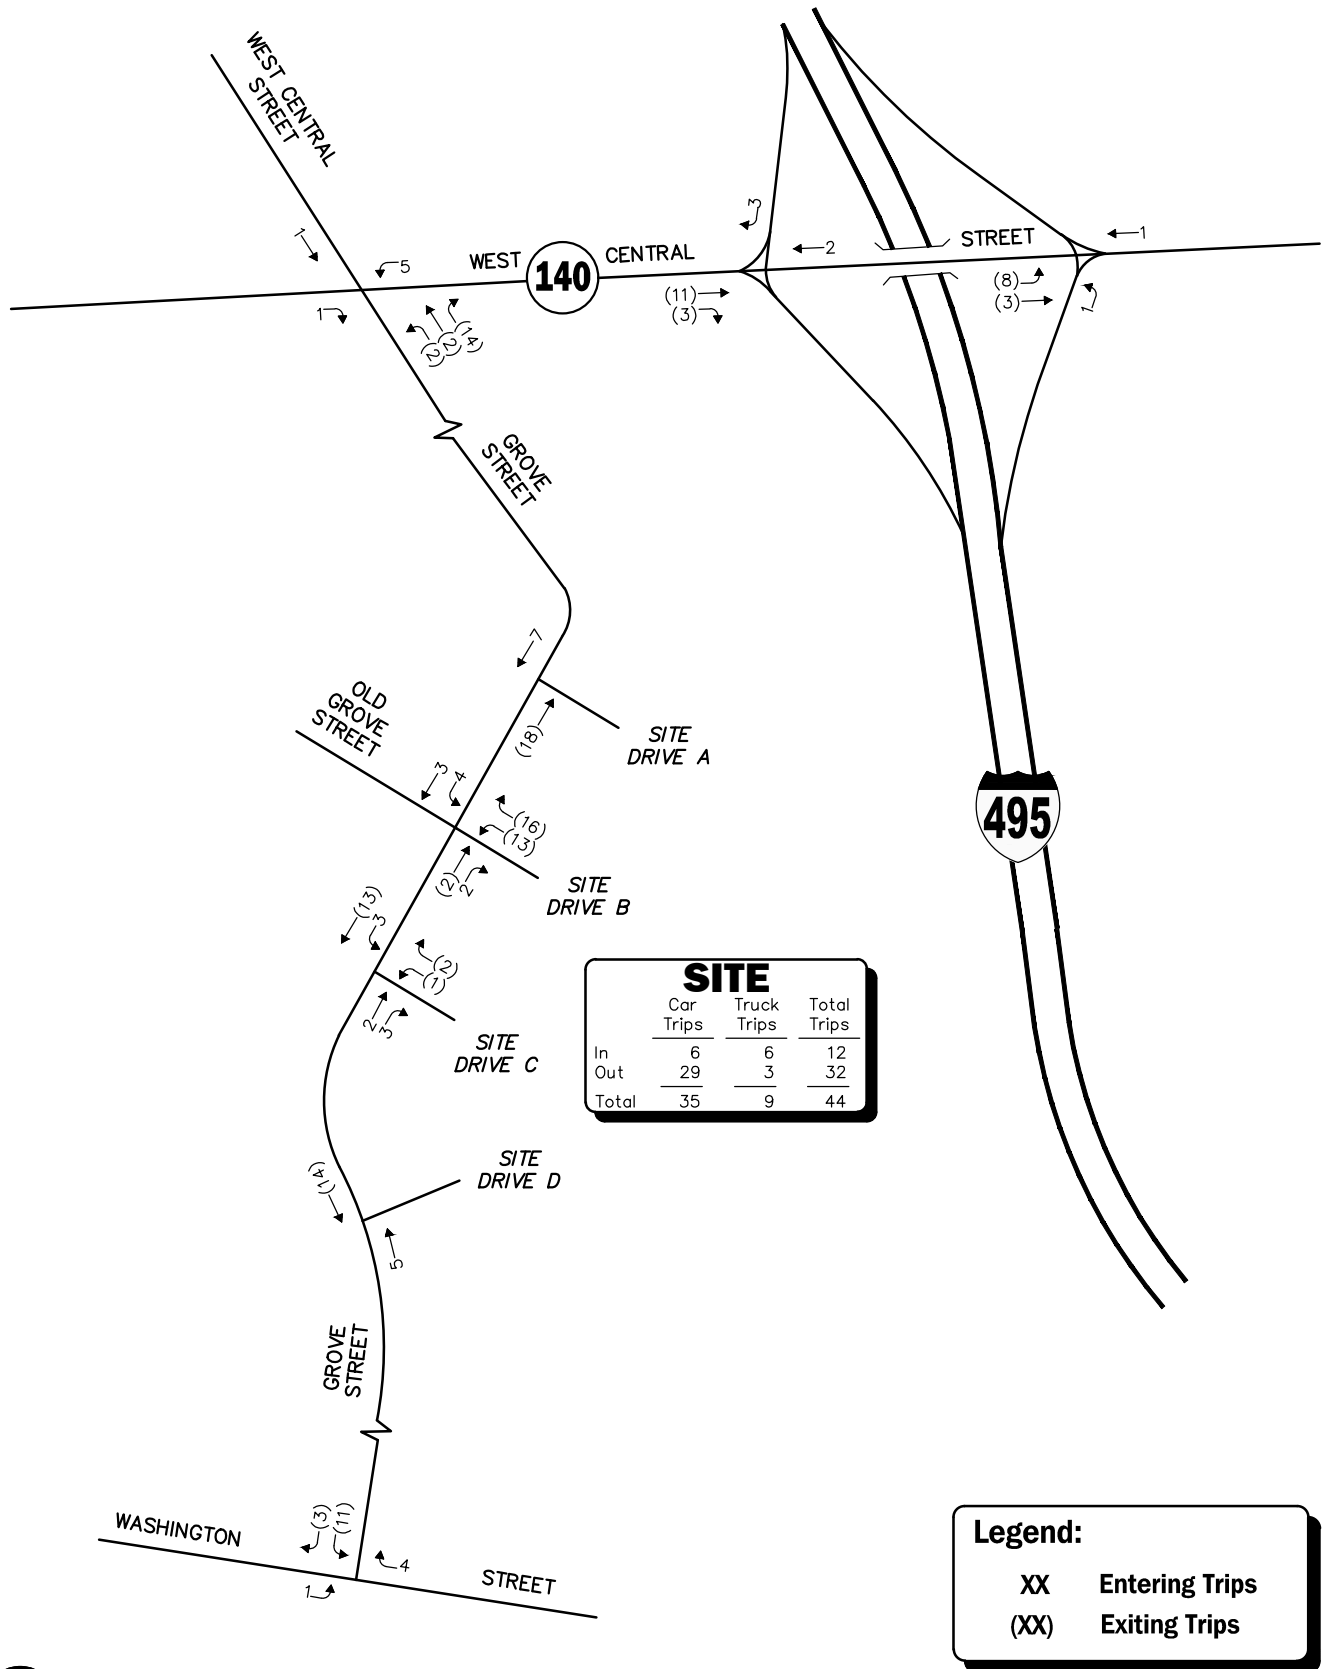 WEST CENTRAL
STREET
1
5
1
(2)
(2)
(14)
WEST
140
CENTRAL
3
2
STREET
1
(11)
(3)
(8)
(3)
1
GROVE
STREET
7
OLD
GROVE
STREET
(18)
SITE
DRIVE A
3
4
(16)
(13)
(2)
2
SITE
DRIVE B
495
(13)
3
(2)
(1)
2
3
SITE
DRIVE C
SITE
Car Truck Total
Trips Trips Trips
In 6 6 12
Out 29 3 32
Total 35 9 44
(14)
SITE
DRIVE D
5
GROVE
STREET
WASHINGTON
(3)
(11)
4
1
STREET
Legend:
XX Entering Trips
(XX) Exiting Trips